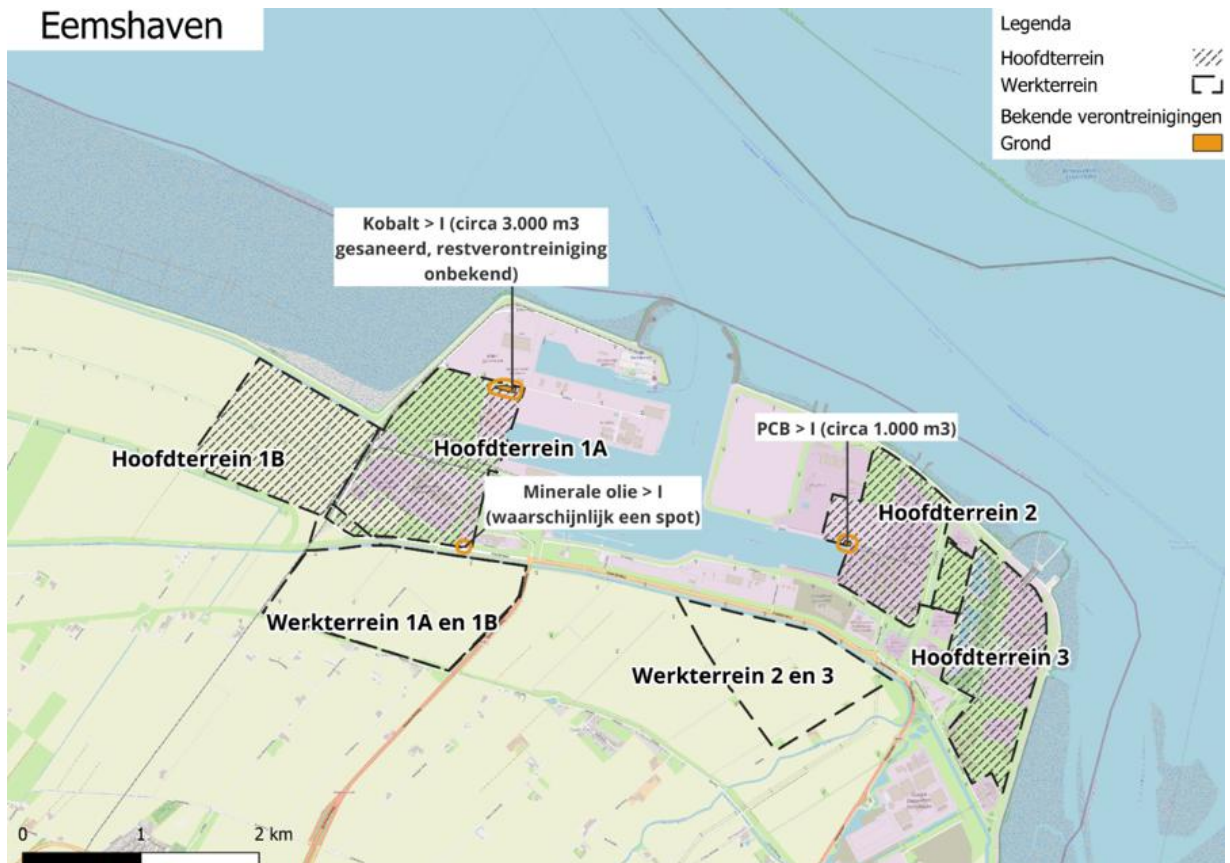 Eemshaven
Legenda
Hoofdterrein
Werkterrein
Bekende verontreinigingen
Grond
Kobalt > I (circa 3.000 m3
gesaneerd, restverontreiniging
onbekend)
PCB > I (circa 1.000 m3)
Hoofdterrein 1B
Hoofdterrein 1A
Minerale olie > I
(waarschijnlijk een spot)
Hoofdterrein 2
Werkterrein 1A en 1B
Werkterrein 2 en 3
Hoofdterrein 3
0 1 2 km